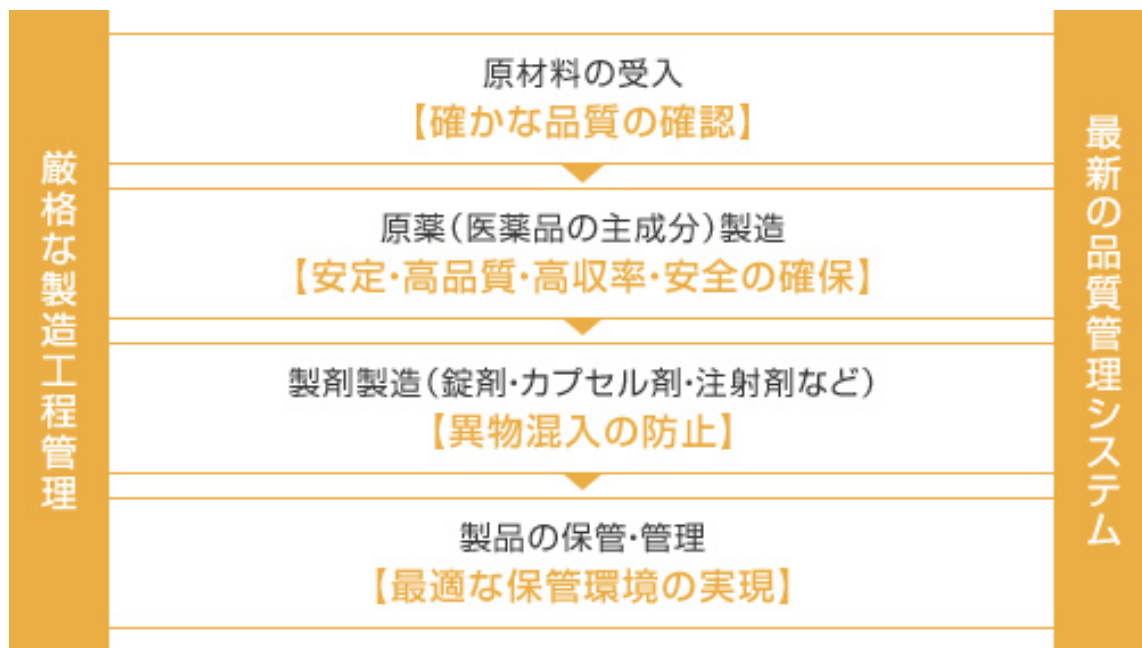 厳格な製造工程管理
原材料の受入
【確かな品質の確認】
原薬（医薬品の主成分）製造
【安定・高品質・高収率・安全の確保】
製剤製造（錠剤・カプセル剤・注射剤など）
【異物混入の防止】
製品の保管・管理
【最適な保管環境の実現】
最新の品質管理システム